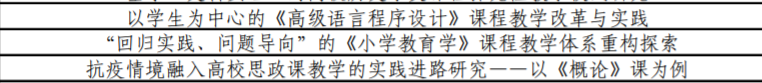 以学生为中心的《高级语言程序设计》课程教学改革与实践
“回归实践、问题导向”的《小学教育学》课程教学体系重构探索
抗疫情境融入高校思政课教学的实践进路研究——以《概论》课为例